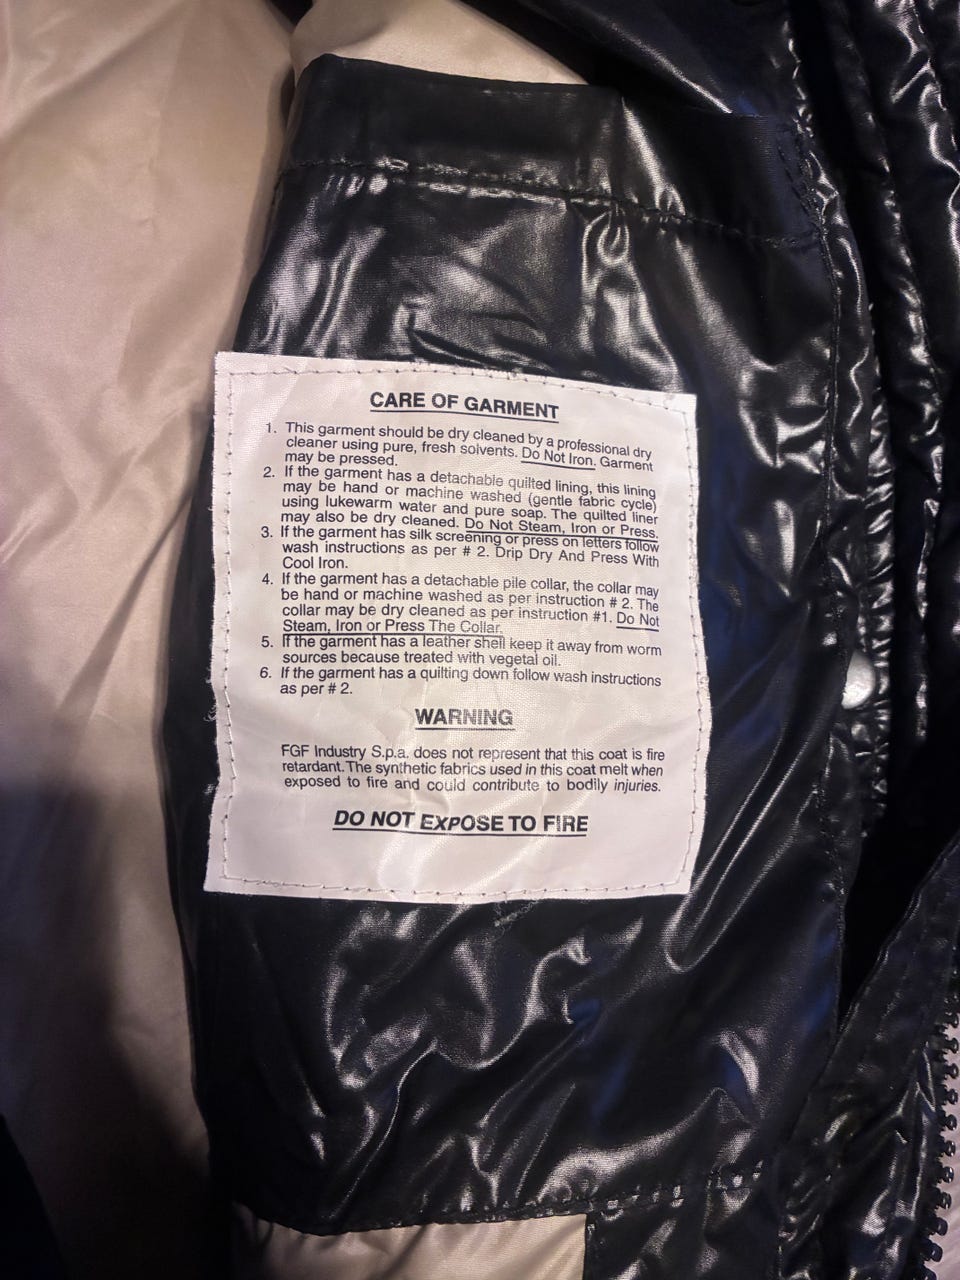 CARE OF GARMENT
1. This garment should be dry cleaned by a professional dry
cleaner using pure, fresh solvents. Do Not Iron. Garment
may be pressed.
2. If the garment has a detachable quilted lining, this lining
may be hand or machine washed (gentle fabric cycle)
using lukewarm water and pure soap. The quilted liner
may also be dry cleaned. Do Not Steam, Iron or Press.
3. If the garment has silk screening or press on letters follow
wash instructions as per # 2. Drip Dry And Press With
Cool Iron.
4. If the garment has a detachable pile collar, the collar may
be hand or machine washed as per instruction # 2. The
collar may be dry cleaned as per instruction #1. Do Not
Steam, Iron or Press The Collar.
5. If the garment has a leather shell keep it away from worm
sources because treated with vegetal oil.
6. If the garment has a quilting down follow wash instructions
as per # 2.
WARNING
FGF Industry S.p.a. does not represent that this coat is fire
retardant. The synthetic fabrics used in this coat melt when
exposed to fire and could contribute to bodily injuries.
DO NOT EXPOSE TO FIRE